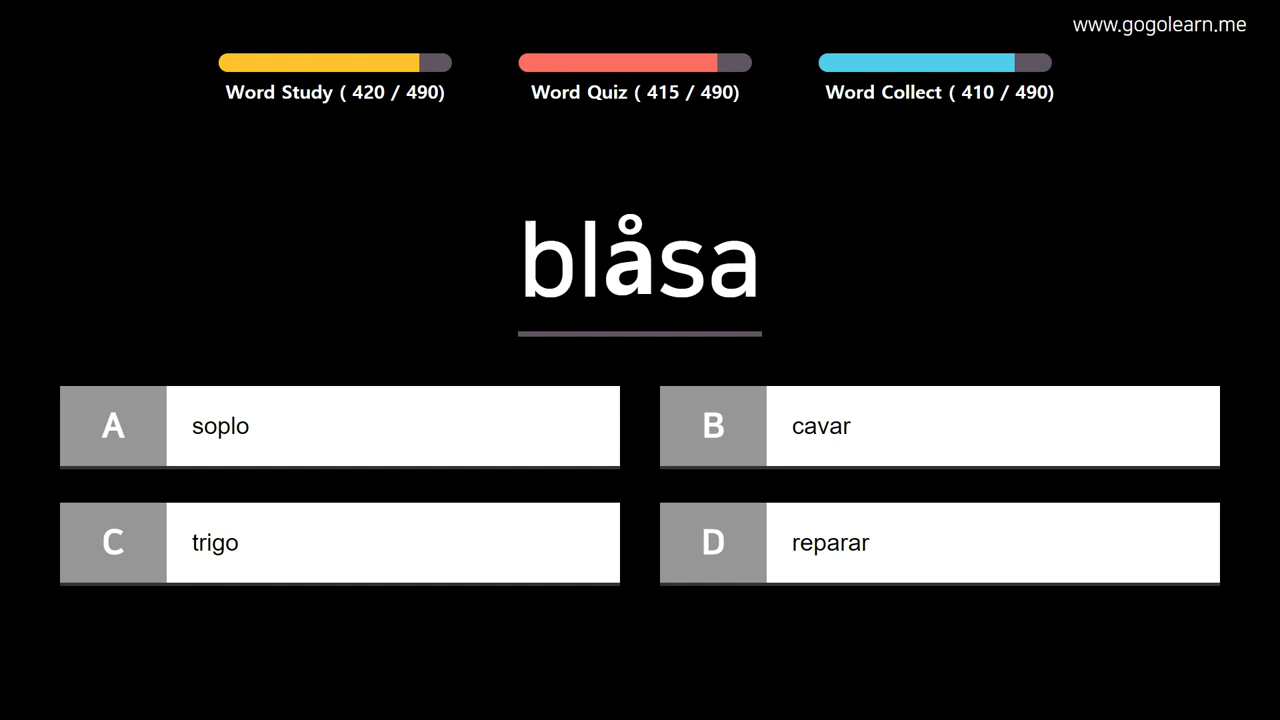 www.gogolearn.me
Word Study ( 420 / 490)
Word Quiz ( 415 / 490)
Word Collect ( 410 / 490)
blåsa
A soplo
B cavar
C trigo
D reparar